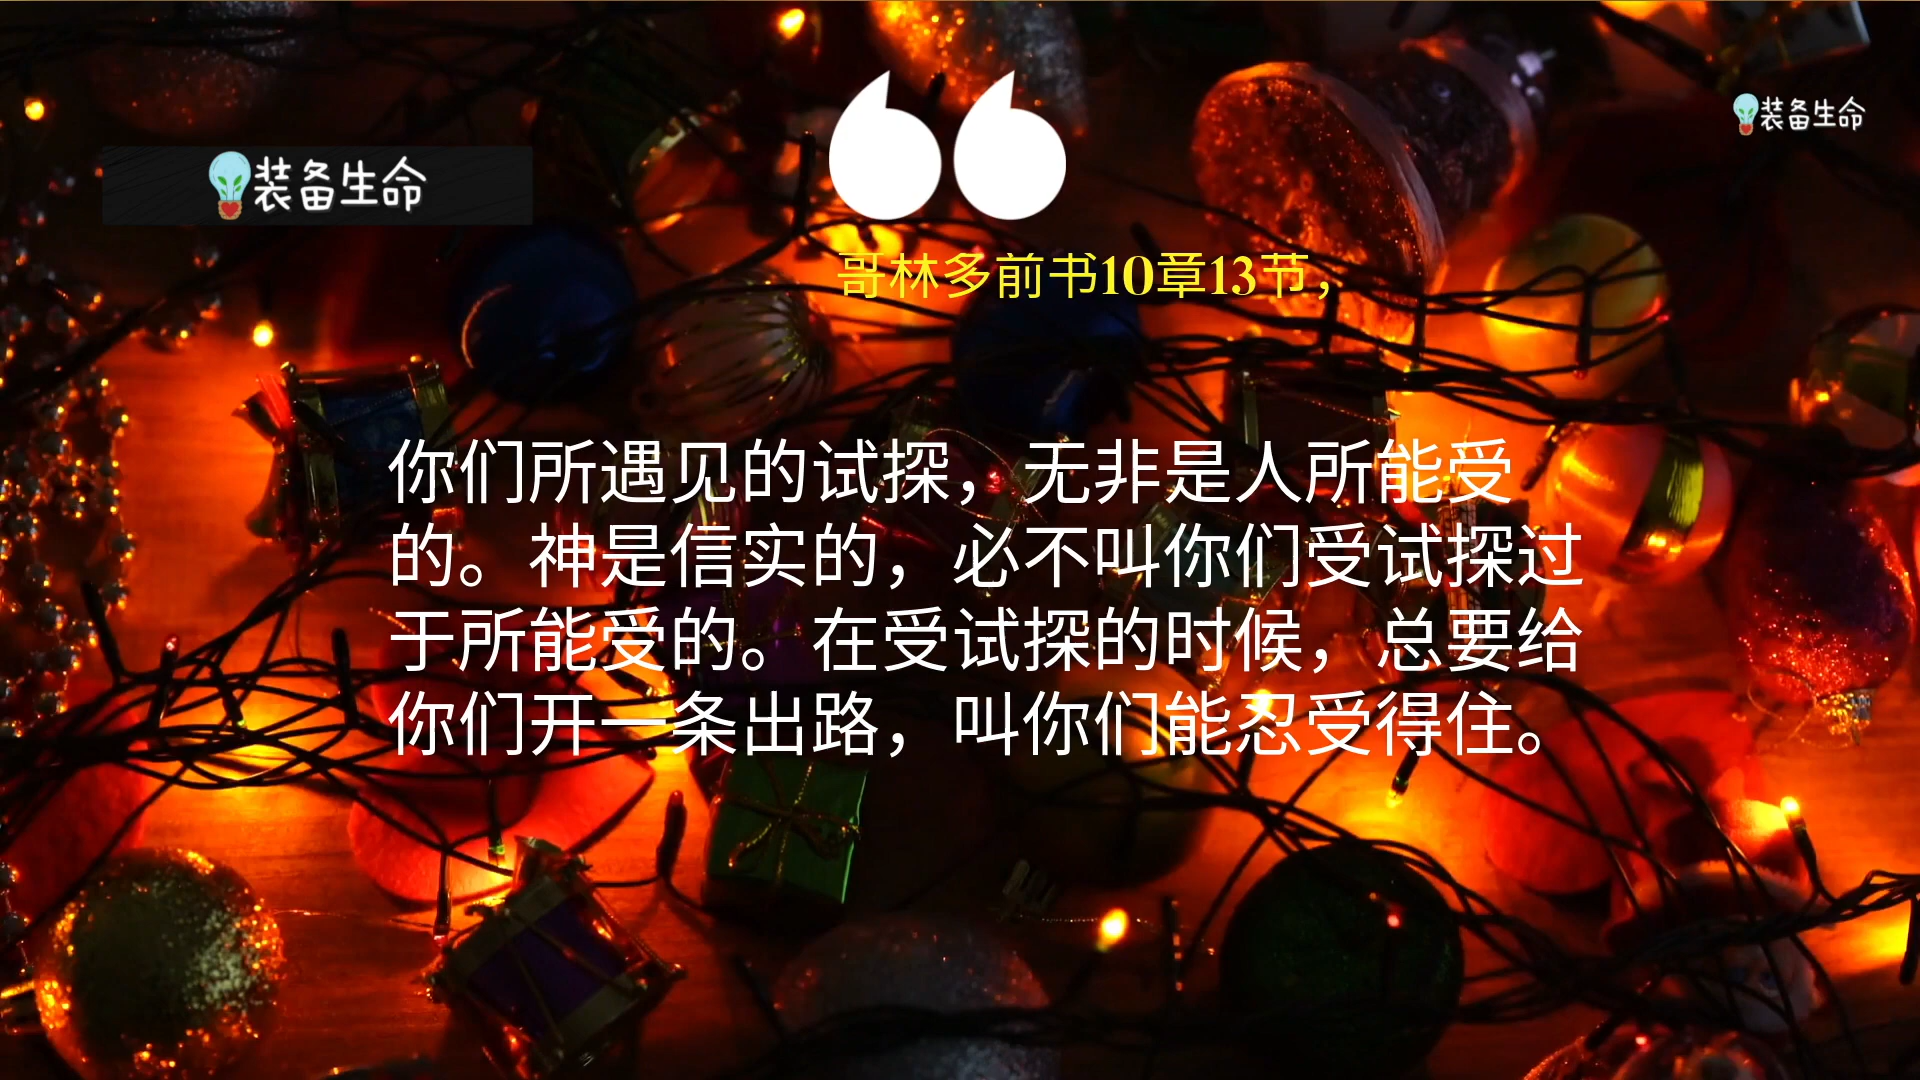 装备生命
装备生命
哥林多前书10章13节，
你们所遇见的试探，无非是人所能受
的。神是信实的，必不叫你们受试探过
于所能受的。在受试探的时候，总要给
你们开一条出路，叫你们能忍受得住。